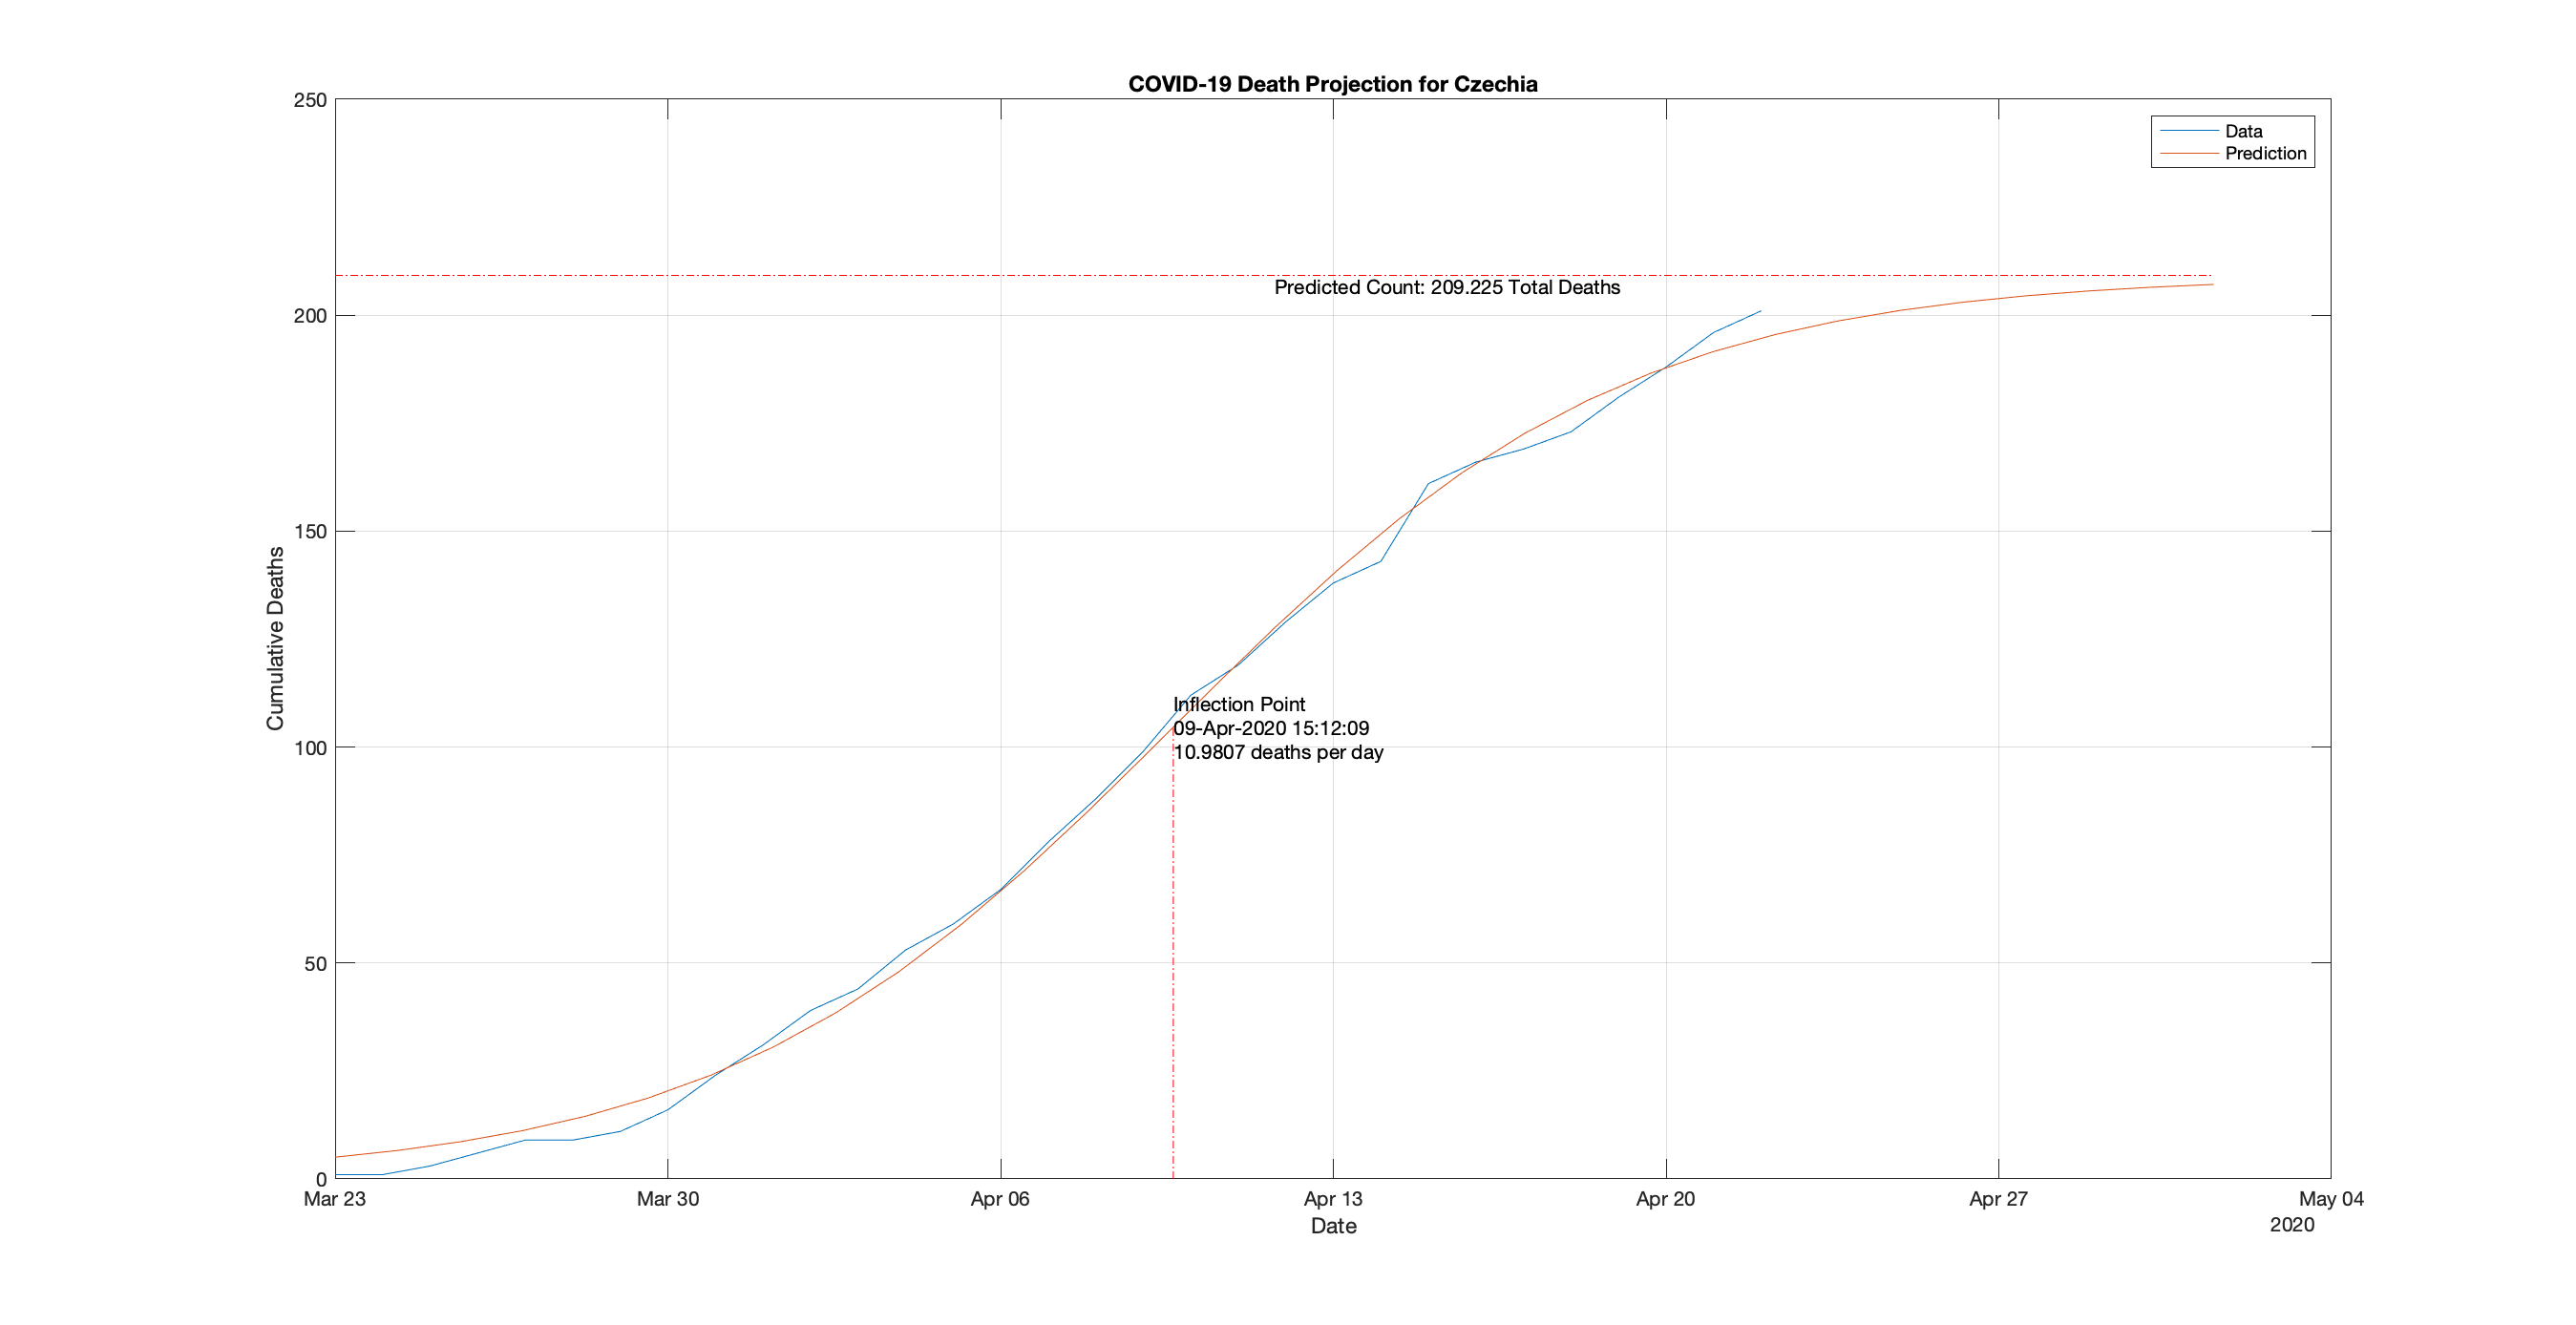 COVID-19 Death Projection for Czechia
250
200
150
100
50
0
Cumulative Deaths
Data
Prediction
Predicted Count: 209.225 Total Deaths
Inflection Point
09-Apr-2020 15:12:09
10.9807 deaths per day
Mar 23
Mar 30
Apr 06
Apr 13
Apr 20
Apr 27
May 04
Date
2020